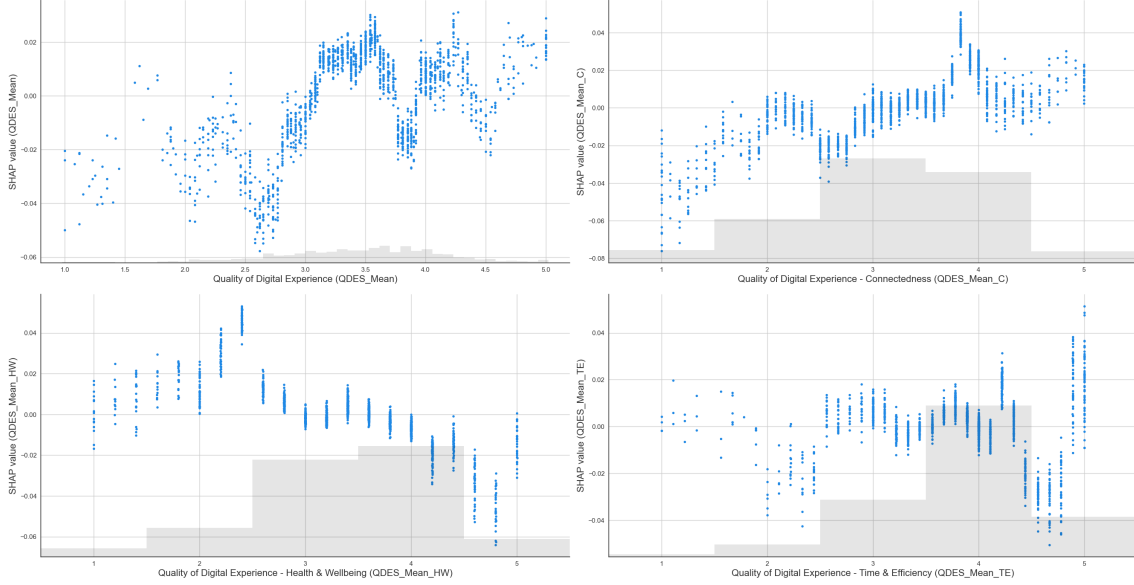 SHAP value (QDES_Mean)
0.02
0.00
−0.02
−0.04
−0.06
1.0 1.5 2.0 2.5 3.0 3.5 4.0 4.5 5.0
Quality of Digital Experience (QDES_Mean)
SHAP value (QDES_Mean_C)
0.04
0.02
0.00
−0.02
−0.04
−0.06
−0.08
1 2 3 4 5
Quality of Digital Experience - Connectedness (QDES_Mean_C)
SHAP value (QDES_Mean_HW)
0.04
0.02
0.00
−0.02
−0.04
−0.06
1 2 3 4 5
Quality of Digital Experience - Health & Wellbeing (QDES_Mean_HW)
SHAP value (QDES_Mean_TE)
0.04
0.02
0.00
−0.02
−0.04
1 2 3 4 5
Quality of Digital Experience - Time & Efficiency (QDES_Mean_TE)